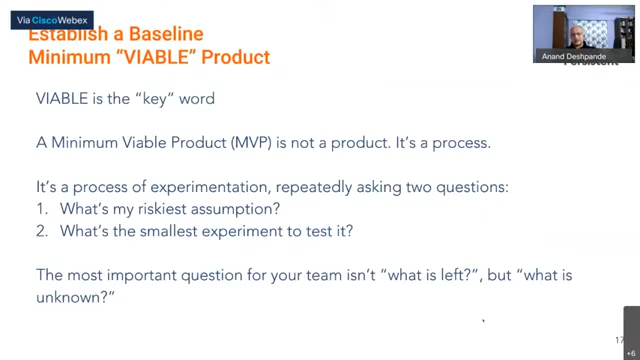 Via CiscoWebex
Establish a Baseline
Minimum “VIABLE” Product
Anand Deshpande
Persistent
VIABLE is the “key” word
A Minimum Viable Product (MVP) is not a product. It’s a process.
It’s a process of experimentation, repeatedly asking two questions:
1. What’s my riskiest assumption?
2. What’s the smallest experiment to test it?
The most important question for your team isn’t “what is left?”, but “what is
unknown?”
17
+6